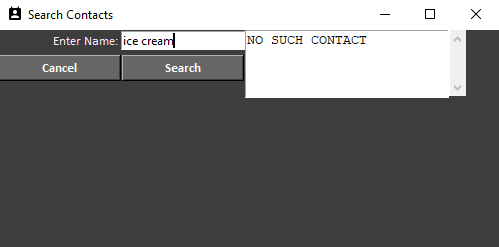 Search Contacts
Enter Name: ice cream
NO SUCH CONTACT
Cancel Search